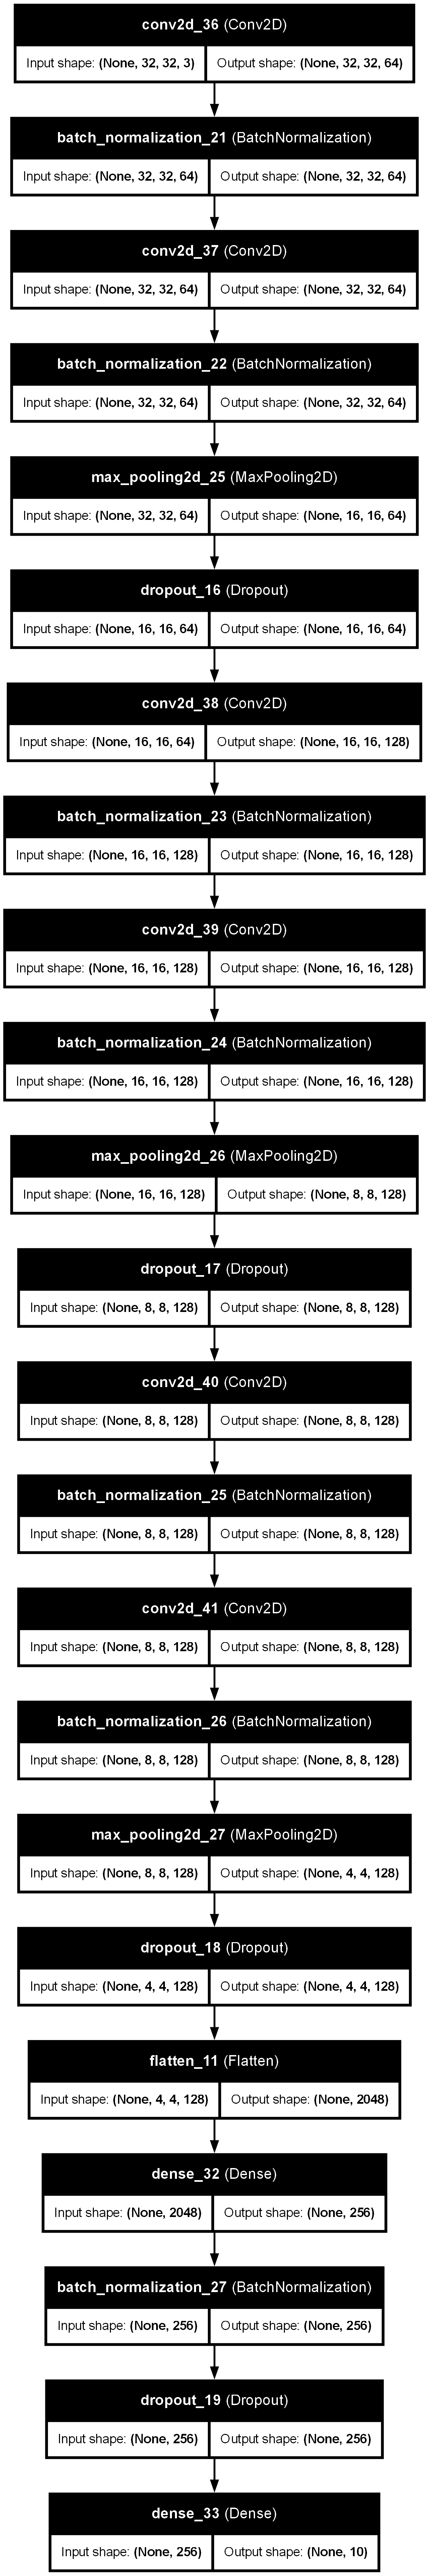 conv2d_36 (Conv2D)
Input shape: (None, 32, 32, 3) Output shape: (None, 32, 32, 64)
batch_normalization_21 (BatchNormalization)
Input shape: (None, 32, 32, 64) Output shape: (None, 32, 32, 64)
conv2d_37 (Conv2D)
Input shape: (None, 32, 32, 64) Output shape: (None, 32, 32, 64)
batch_normalization_22 (BatchNormalization)
Input shape: (None, 32, 32, 64) Output shape: (None, 32, 32, 64)
max_pooling2d_25 (MaxPooling2D)
Input shape: (None, 32, 32, 64) Output shape: (None, 16, 16, 64)
dropout_16 (Dropout)
Input shape: (None, 16, 16, 64) Output shape: (None, 16, 16, 64)
conv2d_38 (Conv2D)
Input shape: (None, 16, 16, 64) Output shape: (None, 16, 16, 128)
batch_normalization_23 (BatchNormalization)
Input shape: (None, 16, 16, 128) Output shape: (None, 16, 16, 128)
conv2d_39 (Conv2D)
Input shape: (None, 16, 16, 128) Output shape: (None, 16, 16, 128)
batch_normalization_24 (BatchNormalization)
Input shape: (None, 16, 16, 128) Output shape: (None, 16, 16, 128)
max_pooling2d_26 (MaxPooling2D)
Input shape: (None, 16, 16, 128) Output shape: (None, 8, 8, 128)
dropout_17 (Dropout)
Input shape: (None, 8, 8, 128) Output shape: (None, 8, 8, 128)
conv2d_40 (Conv2D)
Input shape: (None, 8, 8, 128) Output shape: (None, 8, 8, 128)
batch_normalization_25 (BatchNormalization)
Input shape: (None, 8, 8, 128) Output shape: (None, 8, 8, 128)
conv2d_41 (Conv2D)
Input shape: (None, 8, 8, 128) Output shape: (None, 8, 8, 128)
batch_normalization_26 (BatchNormalization)
Input shape: (None, 8, 8, 128) Output shape: (None, 8, 8, 128)
max_pooling2d_27 (MaxPooling2D)
Input shape: (None, 8, 8, 128) Output shape: (None, 4, 4, 128)
dropout_18 (Dropout)
Input shape: (None, 4, 4, 128) Output shape: (None, 4, 4, 128)
flatten_11 (Flatten)
Input shape: (None, 4, 4, 128) Output shape: (None, 2048)
dense_32 (Dense)
Input shape: (None, 2048) Output shape: (None, 256)
batch_normalization_27 (BatchNormalization)
Input shape: (None, 256) Output shape: (None, 256)
dropout_19 (Dropout)
Input shape: (None, 256) Output shape: (None, 256)
dense_33 (Dense)
Input shape: (None, 256) Output shape: (None, 10)